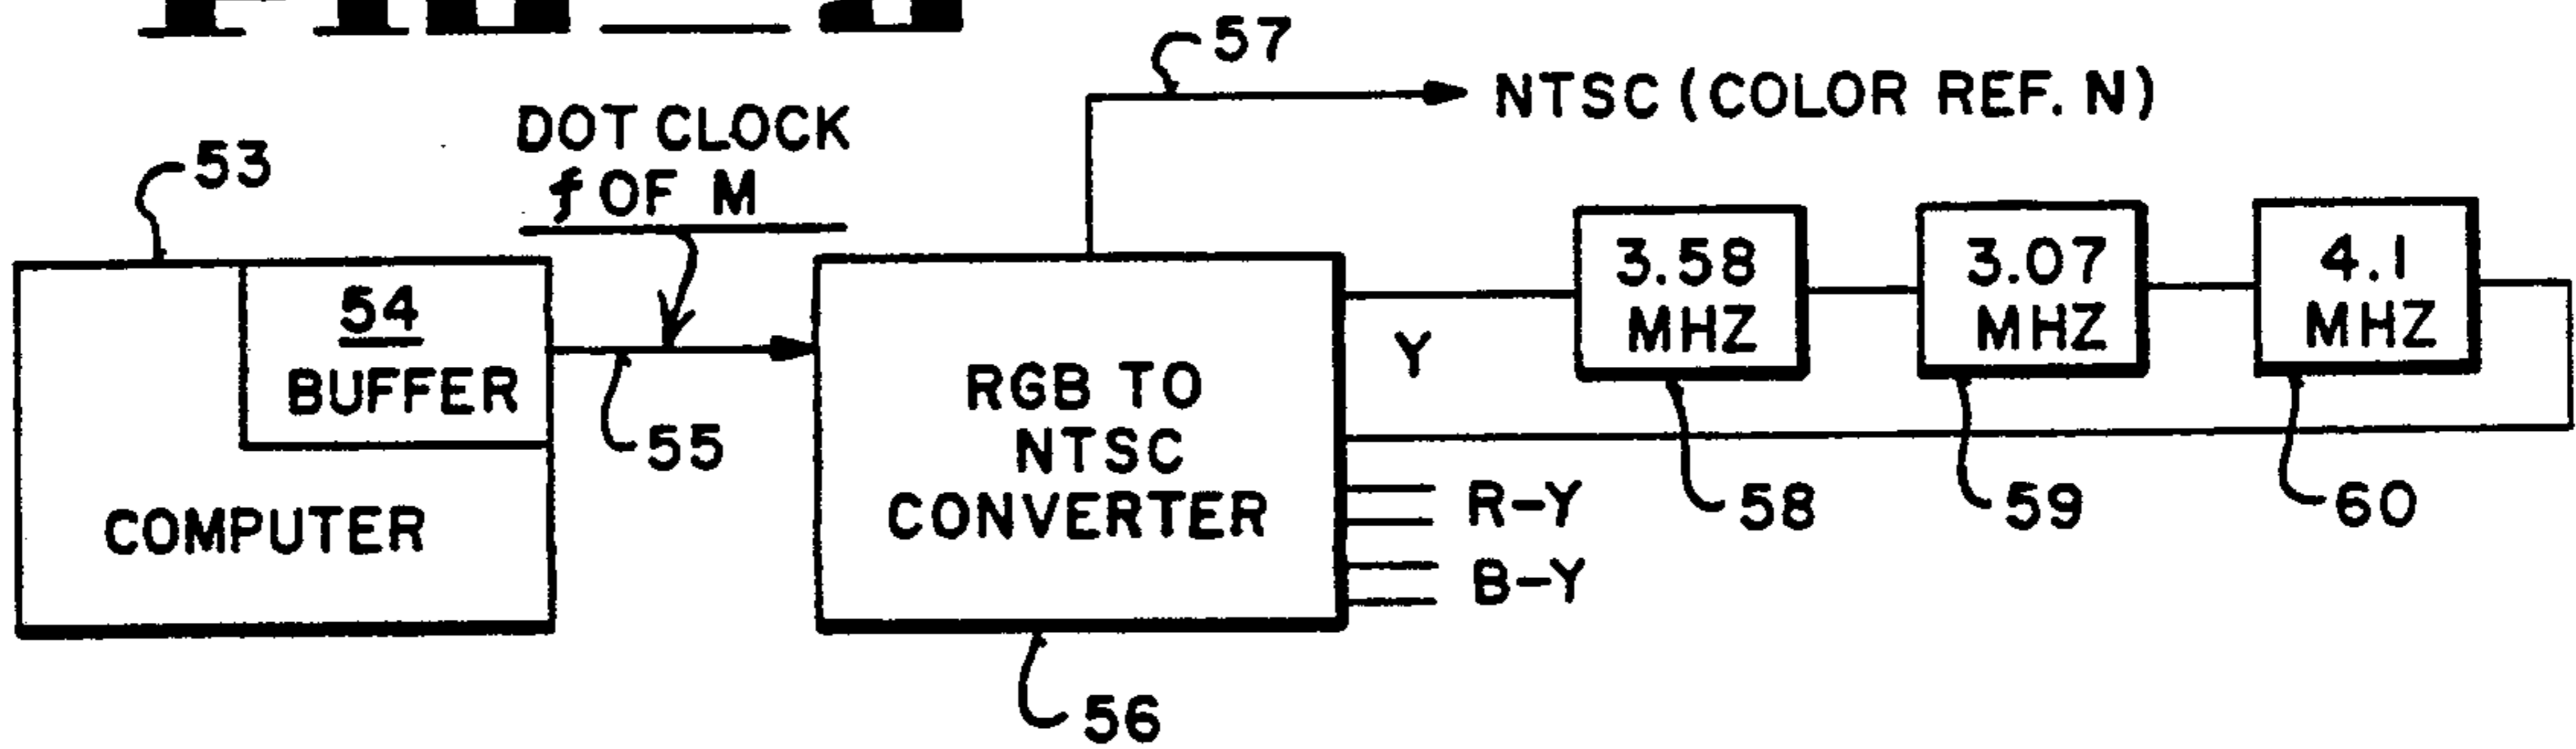 57
NTSC (COLOR REF. N)
DOT CLOCK
f OF M
53
54
BUFFER
COMPUTER
55
RGB TO
NTSC
CONVERTER
56
Y
R-Y
B-Y
3.58
MHZ
3.07
MHZ
4.1
MHZ
58
59
60